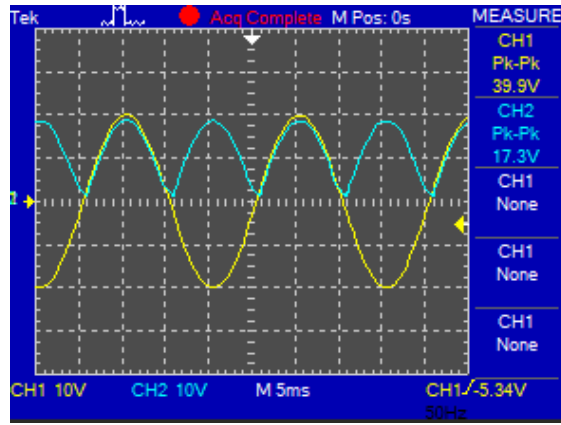 Tek Acq Complete M Pos: 0s MEASURE
CH1
Pk-Pk
39.9V
CH2
Pk-Pk
17.3V
CH1
None
CH1
None
CH1
None
CH1 10V CH2 10V M 5ms CH1 -5.34V
50Hz